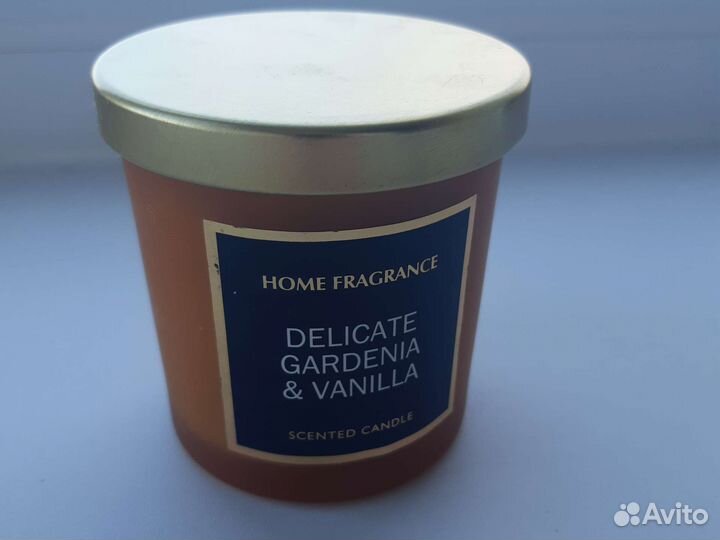 HOME FRAGRANCE
DELICATE
GARDENIA
& VANILLA
SCENTED CANDLE
Avito